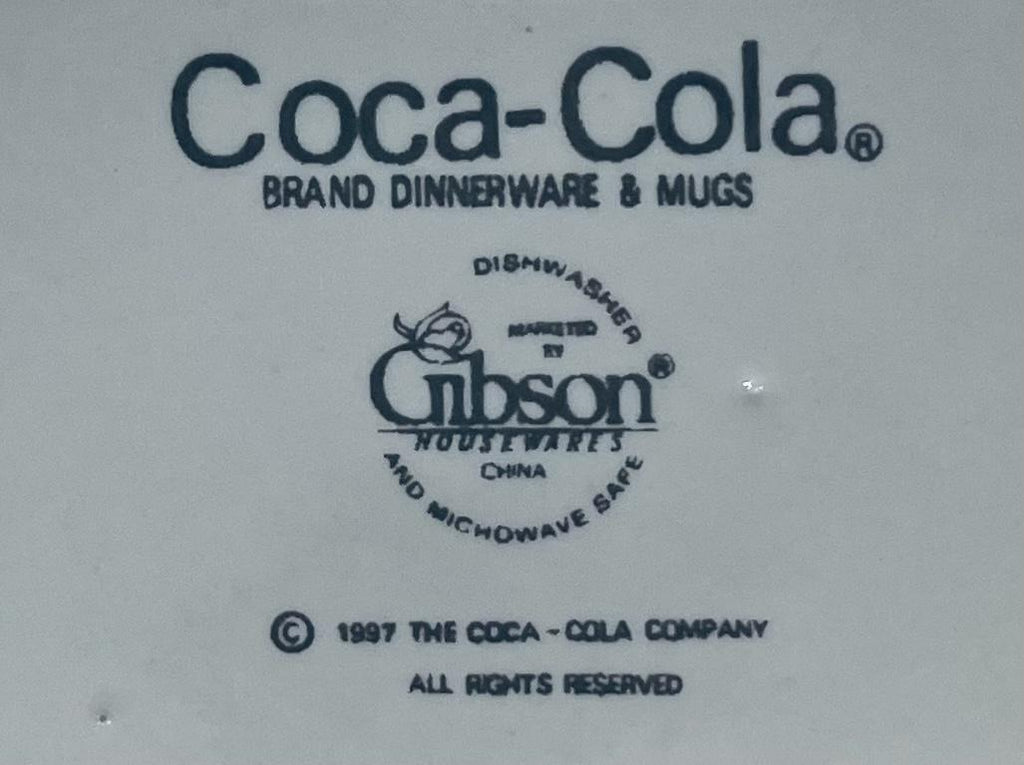 Coca-Cola®
BRAND DINNERWARE & MUGS
DISHWASHER
MARKETED
BY
Gibson®
HOUSEWARES
CHINA
AND MICROWAVE SAFE
© 1997 THE COCA-COLA COMPANY
ALL RIGHTS RESERVED